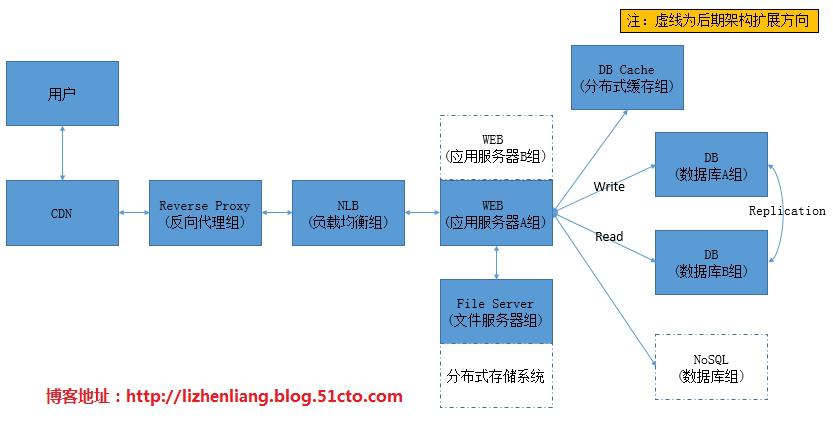 注：虚线为后期架构扩展方向
用户
CDN
Reverse Proxy
(反向代理组)
NLB
(负载均衡组)
WEB
(应用服务器B组)
WEB
(应用服务器A组)
File Server
(文件服务器组)
分布式存储系统
DB Cache
(分布式缓存组)
Write
DB
(数据库A组)
Replication
Read
DB
(数据库B组)
NoSQL
(数据库组)
博客地址：http://lizhenliang.blog.51cto.com